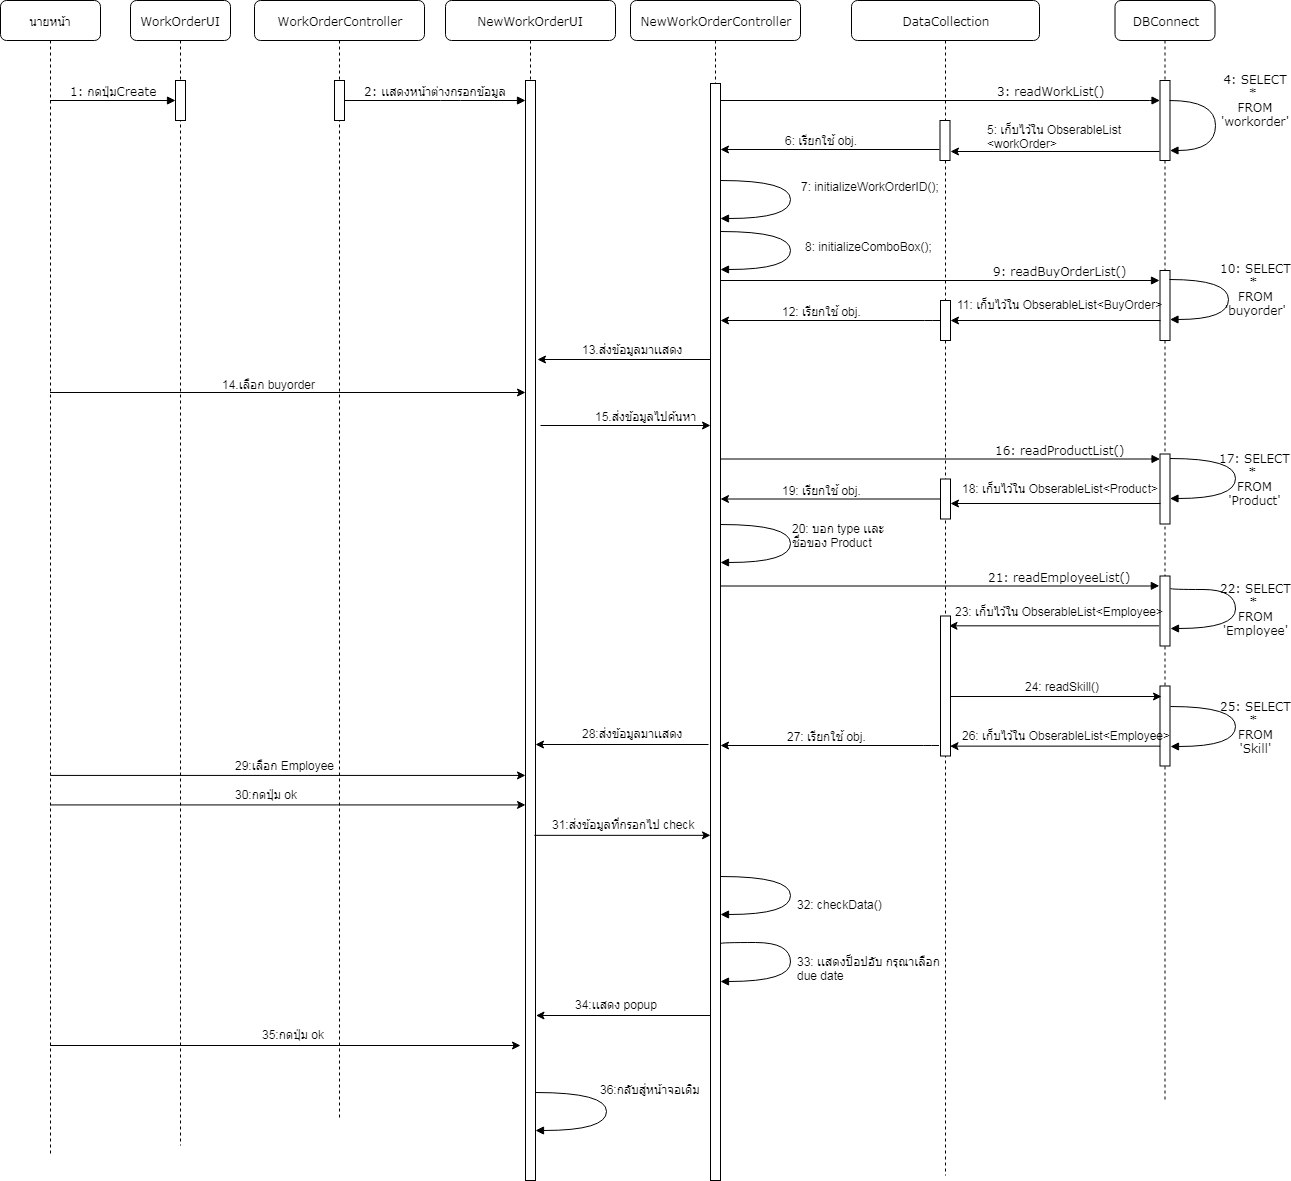 นายหน้า
WorkOrderUI
WorkOrderController
NewWorkOrderUI
NewWorkOrderController
DataCollection
DBConnect
1: กดปุ่มCreate
2: แสดงหน้าต่างกรอกข้อมูล
3: readWorkList()
4: SELECT
*
FROM
'workorder'
5: เก็บไว้ใน ObserableList
<workOrder>
6: เรียกใช้ obj.
7: initializeWorkOrderID();
8: initializeComboBox();
9: readBuyOrderList()
10: SELECT
*
FROM
'buyorder'
11: เก็บไว้ใน ObserableList<BuyOrder>
12: เรียกใช้ obj.
13.ส่งข้อมูลมาแสดง
14.เลือก buyorder
15.ส่งข้อมูลไปค้นหา
16: readProductList()
17: SELECT
*
FROM
'Product'
18: เก็บไว้ใน ObserableList<Product>
19: เรียกใช้ obj.
20: บอก type และ
ชื่อของ Product
21: readEmployeeList()
22: SELECT
*
FROM
'Employee'
23: เก็บไว้ใน ObserableList<Employee>
24: readSkill()
25: SELECT
*
FROM
'Skill'
26: เก็บไว้ใน ObserableList<Employee>
27: เรียกใช้ obj.
28:ส่งข้อมูลมาแสดง
29:เลือก Employee
30:กดปุ่ม ok
31:ส่งข้อมูลที่กรอกไป check
32: checkData()
33: แสดงป็อปอับ กรุณาเลือก
due date
34:แสดง popup
35:กดปุ่ม ok
36:กลับสู่หน้าจอเดิม